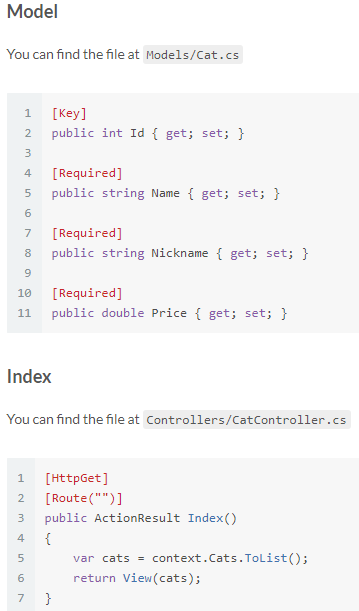 Model
You can find the file at Models/Cat.cs
1 [Key]
2 public int Id { get; set; }
3
4 [Required]
5 public string Name { get; set; }
6
7 [Required]
8 public string Nickname { get; set; }
9
10 [Required]
11 public double Price { get; set; }
Index
You can find the file at Controllers/CatController.cs
1 [HttpGet]
2 [Route("")]
3 public ActionResult Index()
4 {
5     var cats = context.Cats.ToList();
6     return View(cats);
7 }